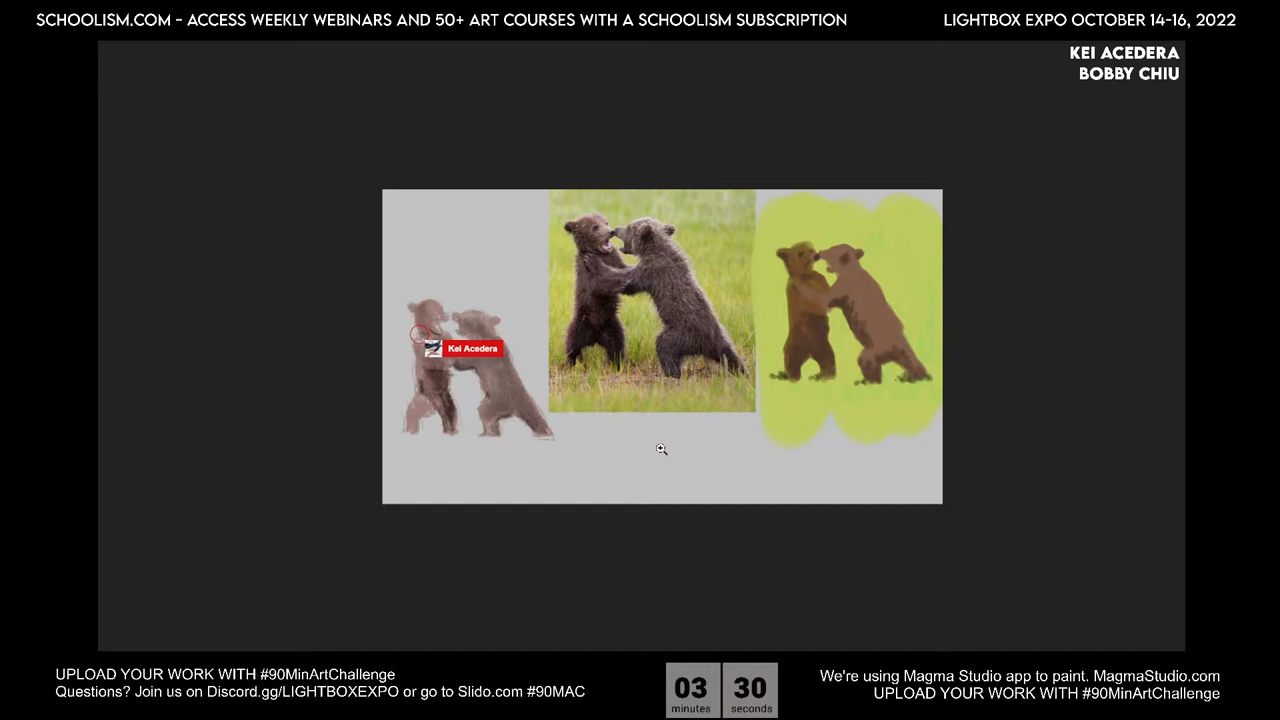 SCHOOLISM.COM - ACCESS WEEKLY WEBINARS AND 50+ ART COURSES WITH A SCHOOLISM SUBSCRIPTION
LIGHTBOX EXPO OCTOBER 14-16, 2022
KEI ACEDERA
BOBBY CHIU
Kei Acedera
UPLOAD YOUR WORK WITH #90MinArtChallenge
Questions? Join us on Discord.gg/LIGHTBOXEXPO or go to Slido.com #90MAC
03
minutes
30
seconds
We're using Magma Studio app to paint. MagmaStudio.com
UPLOAD YOUR WORK WITH #90MinArtChallenge